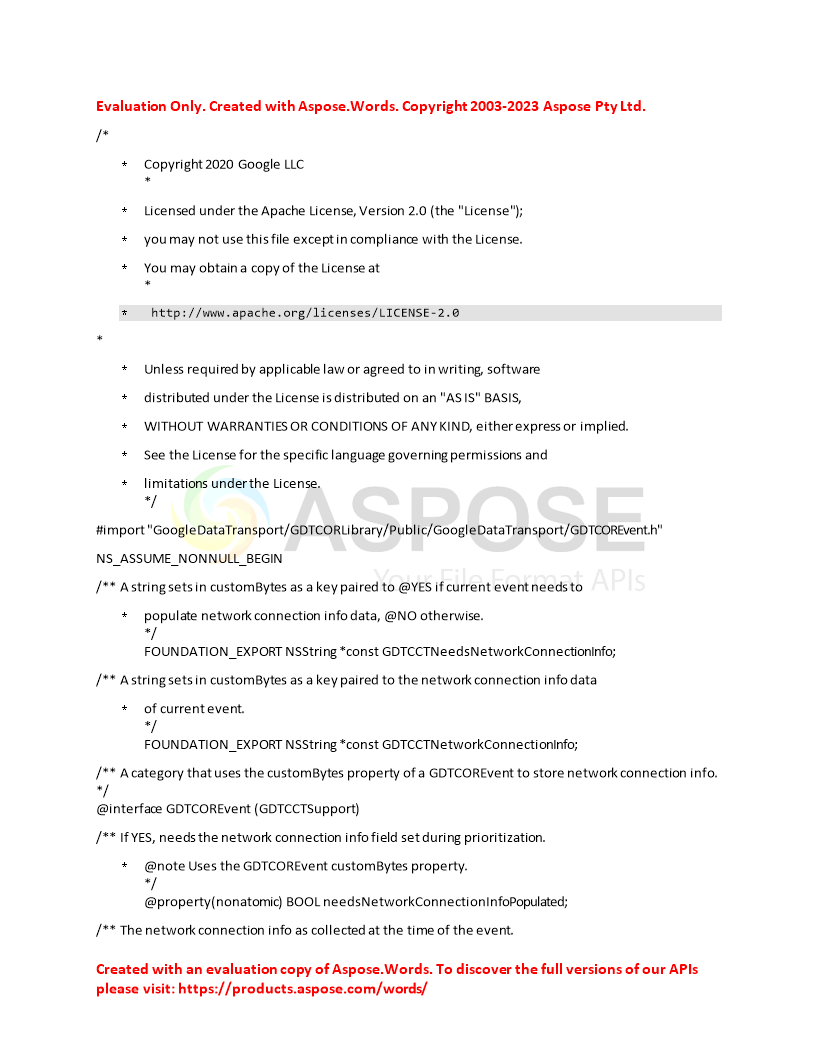 Evaluation Only. Created with Aspose.Words. Copyright 2003-2023 Aspose Pty Ltd.
/*
* Copyright 2020 Google LLC
*
* Licensed under the Apache License, Version 2.0 (the "License");
* you may not use this file except in compliance with the License.
* You may obtain a copy of the License at
*
* http://www.apache.org/licenses/LICENSE-2.0
*
* Unless required by applicable law or agreed to in writing, software
* distributed under the License is distributed on an "AS IS" BASIS,
* WITHOUT WARRANTIES OR CONDITIONS OF ANY KIND, either express or implied.
* See the License for the specific language governing permissions and
* limitations under the License.
*/
ASPOSE
#import "GoogleDataTransport/GDTCORLibrary/Public/GoogleDataTransport/GDTCOREvent.h"
NS_ASSUME_NONNULL_BEGIN
Your File Format APIs
/** A string sets in customBytes as a key paired to @YES if current event needs to
* populate network connection info data, @NO otherwise.
*/
FOUNDATION_EXPORT NSString *const GDTCCTNeedsNetworkConnectionInfo;
/** A string sets in customBytes as a key paired to the network connection info data
* of current event.
*/
FOUNDATION_EXPORT NSString *const GDTCCTNetworkConnectionInfo;
/** A category that uses the customBytes property of a GDTCOREvent to store network connection info.
*/
@interface GDTCOREvent (GDTCCTSupport)
/** If YES, needs the network connection info field set during prioritization.
* @note Uses the GDTCOREvent customBytes property.
*/
@property(nonatomic) BOOL needsNetworkConnectionInfoPopulated;
/** The network connection info as collected at the time of the event.
Created with an evaluation copy of Aspose.Words. To discover the full versions of our APIs
please visit: https://products.aspose.com/words/